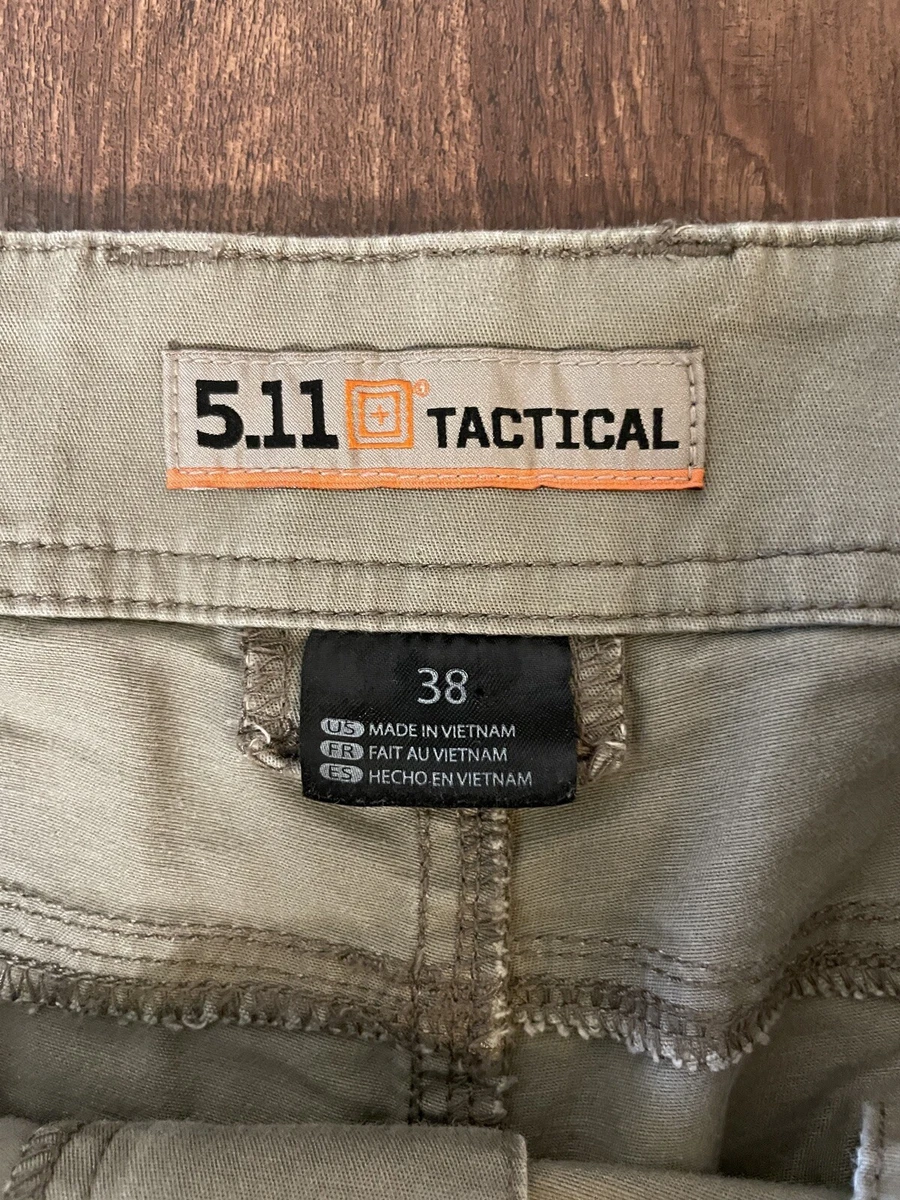 5.11 TACTICAL
38
US MADE IN VIETNAM
FR FAIT AU VIETNAM
ES HECHO EN VIETNAM